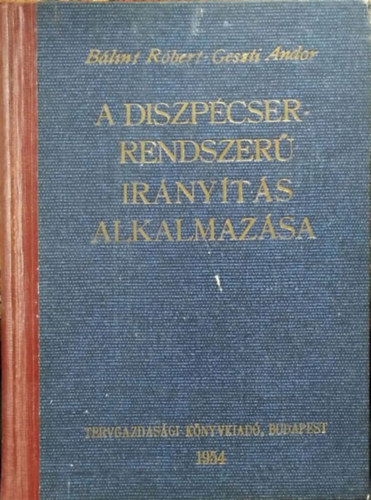 Bálint Róbert - Geszti Andor
A DISZPÉCSER-
RENDSZERŰ
IRÁNYÍTÁS
ALKALMAZÁSA
TERVGAZDASÁGI KÖNYVKIADÓ, BUDAPEST
1954